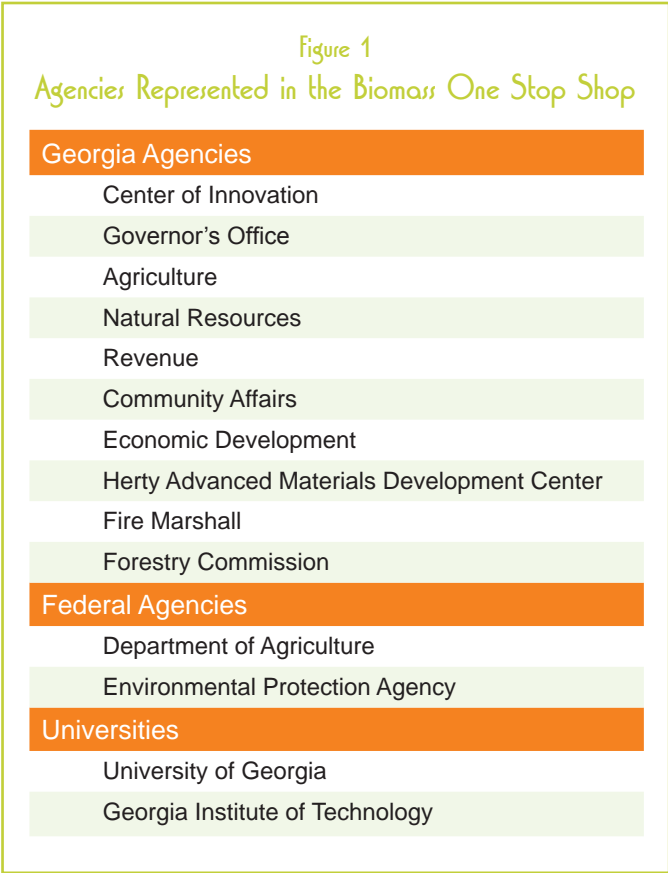 Figure 1
Agencies Represented in the Biomass One Stop Shop
Georgia Agencies
Center of Innovation
Governor’s Office
Agriculture
Natural Resources
Revenue
Community Affairs
Economic Development
Herty Advanced Materials Development Center
Fire Marshall
Forestry Commission
Federal Agencies
Department of Agriculture
Environmental Protection Agency
Universities
University of Georgia
Georgia Institute of Technology